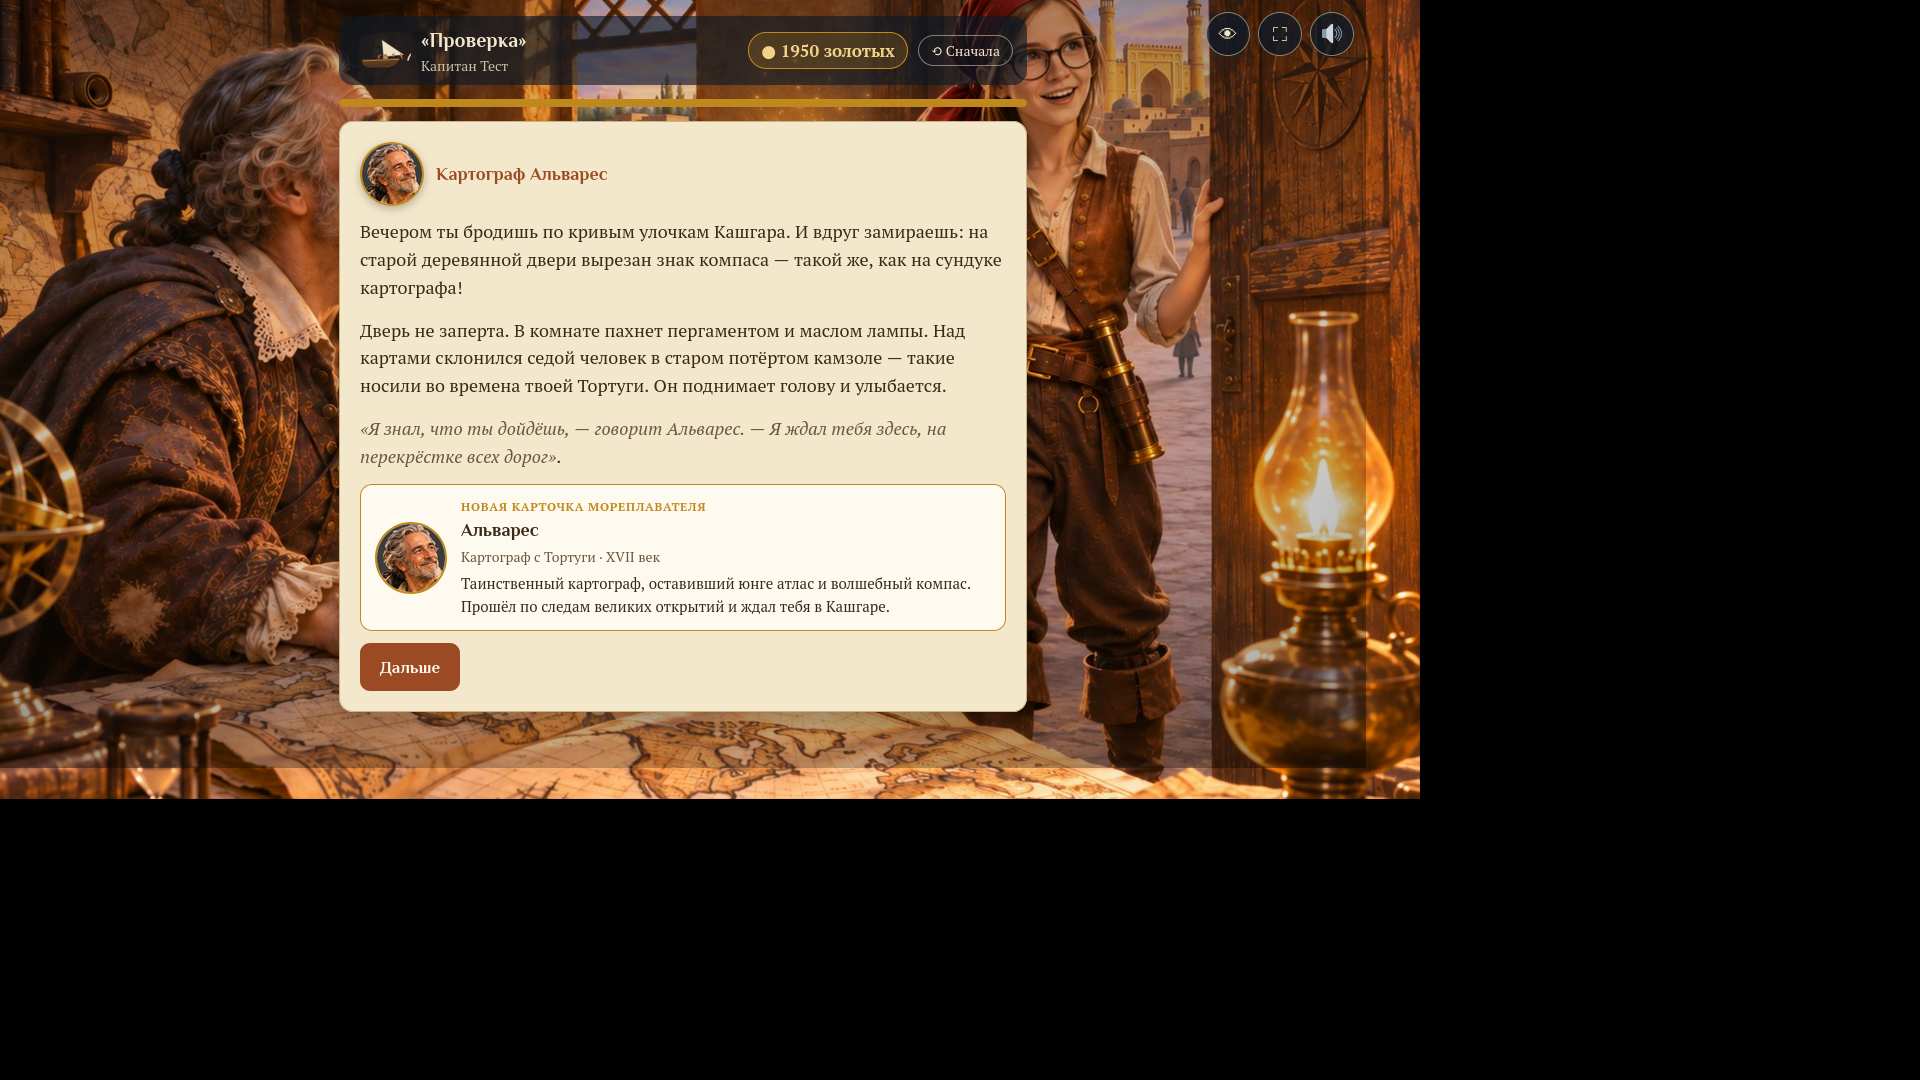 «Проверка»
Капитан Тест
1950 золотых
⟲ Сначала
Картограф Альварес
Вечером ты бродишь по кривым улочкам Кашгара. И вдруг замираешь: на
старой деревянной двери вырезан знак компаса — такой же, как на сундуке
картографа!
Дверь не заперта. В комнате пахнет пергаментом и маслом лампы. Над
картами склонился седой человек в старом потёртом камзоле — такие
носили во времена твоей Тортуги. Он поднимает голову и улыбается.
«Я знал, что ты дойдёшь, — говорит Альварес. — Я ждал тебя здесь, на
перекрёстке всех дорог».
НОВАЯ КАРТОЧКА МОРЕПЛАВАТЕЛЯ
Альварес
Картограф с Тортуги · XVII век
Таинственный картограф, оставивший юнге атлас и волшебный компас.
Прошёл по следам великих открытий и ждал тебя в Кашгаре.
Дальше